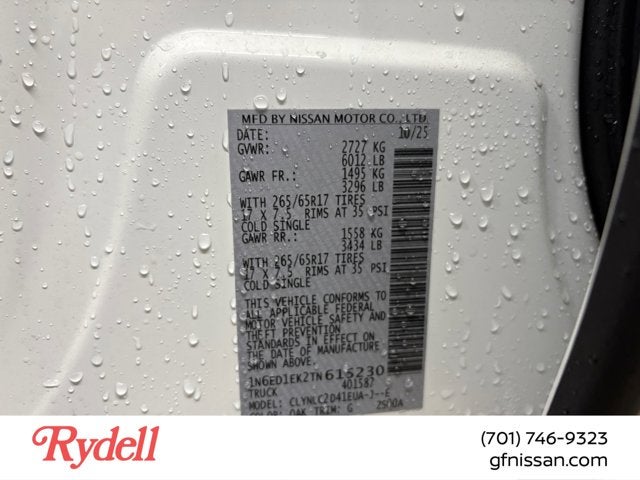 MFD BY NISSAN MOTOR CO., LTD.
DATE: 10/25
GVWR: 2727 KG
6012 LB
GAWR FR.: 1495 KG
3296 LB
WITH 265/65R17 TIRES
17 X 7.5 RIMS AT 35 PSI
COLD SINGLE
GAWR RR.: 1558 KG
3434 LB
WITH 265/65R17 TIRES
17 X 7.5 RIMS AT 35 PSI
COLD SINGLE
THIS VEHICLE CONFORMS TO
ALL APPLICABLE FEDERAL
MOTOR VEHICLE SAFETY AND
THEFT PREVENTION
STANDARDS IN EFFECT ON
THE DATE OF MANUFACTURE
SHOWN ABOVE.
1N6ED1EK2TN615230
TRUCK 401587
MODEL: CLYNLC2D41EUA-J--E
COLOR: QAK TRIM: G 2500A
Rydell
(701) 746-9323
gfnissan.com